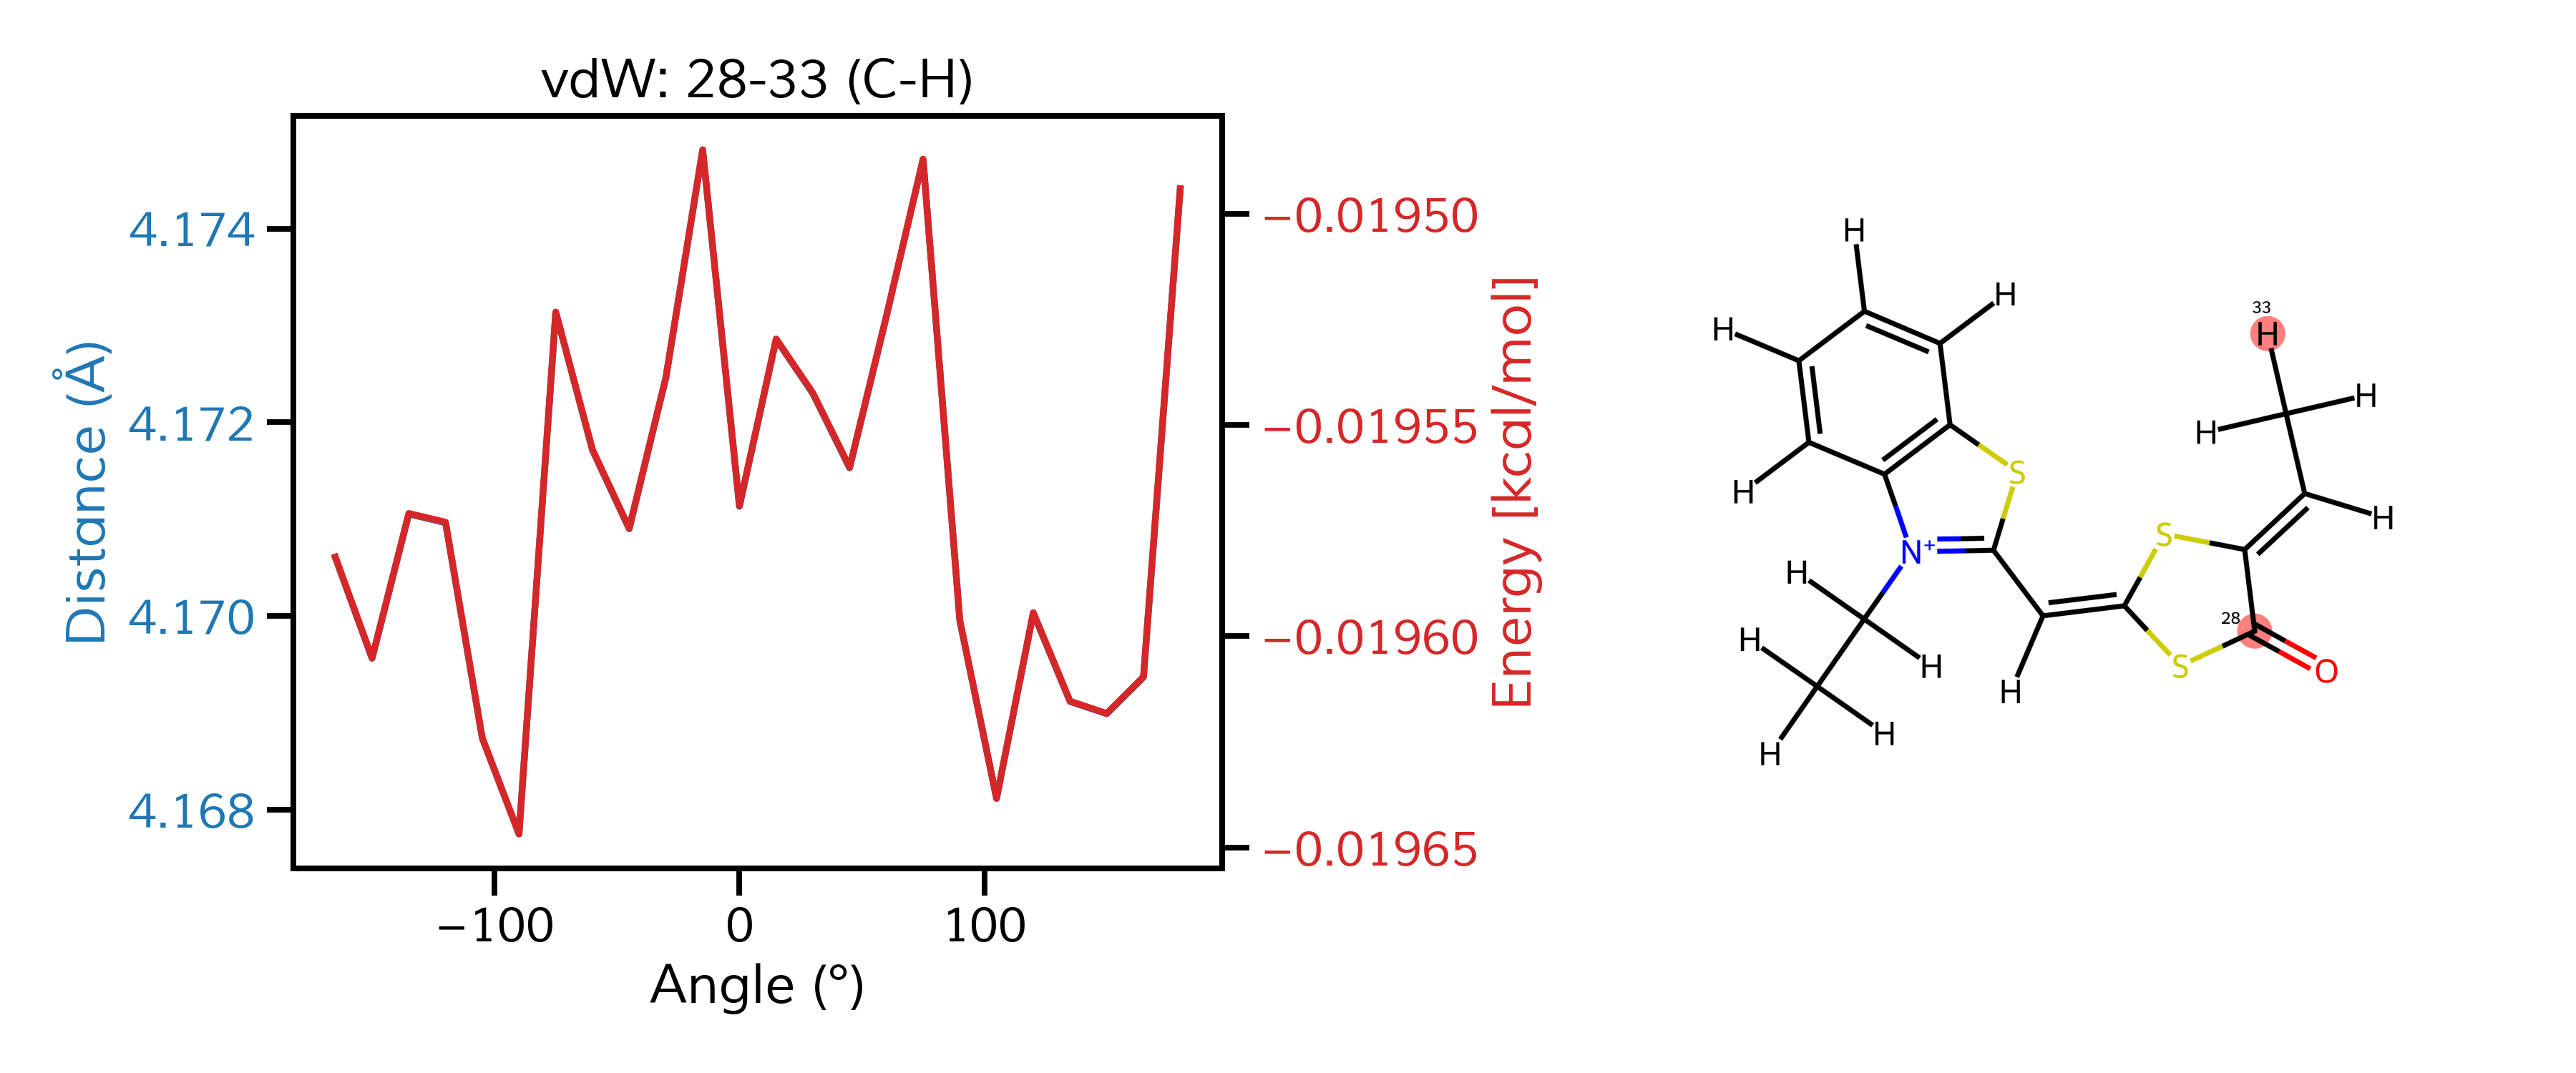 vdW: 28-33 (C-H)
Distance (Å)
4.174
4.172
4.170
4.168
−0.01950
−0.01955
−0.01960
−0.01965
Energy [kcal/mol]
−100 0 100
Angle (°)
H
H
33
H
H
H
H
S
H
H
N+
S
H
H
28
H
S
O
H
H
H
H